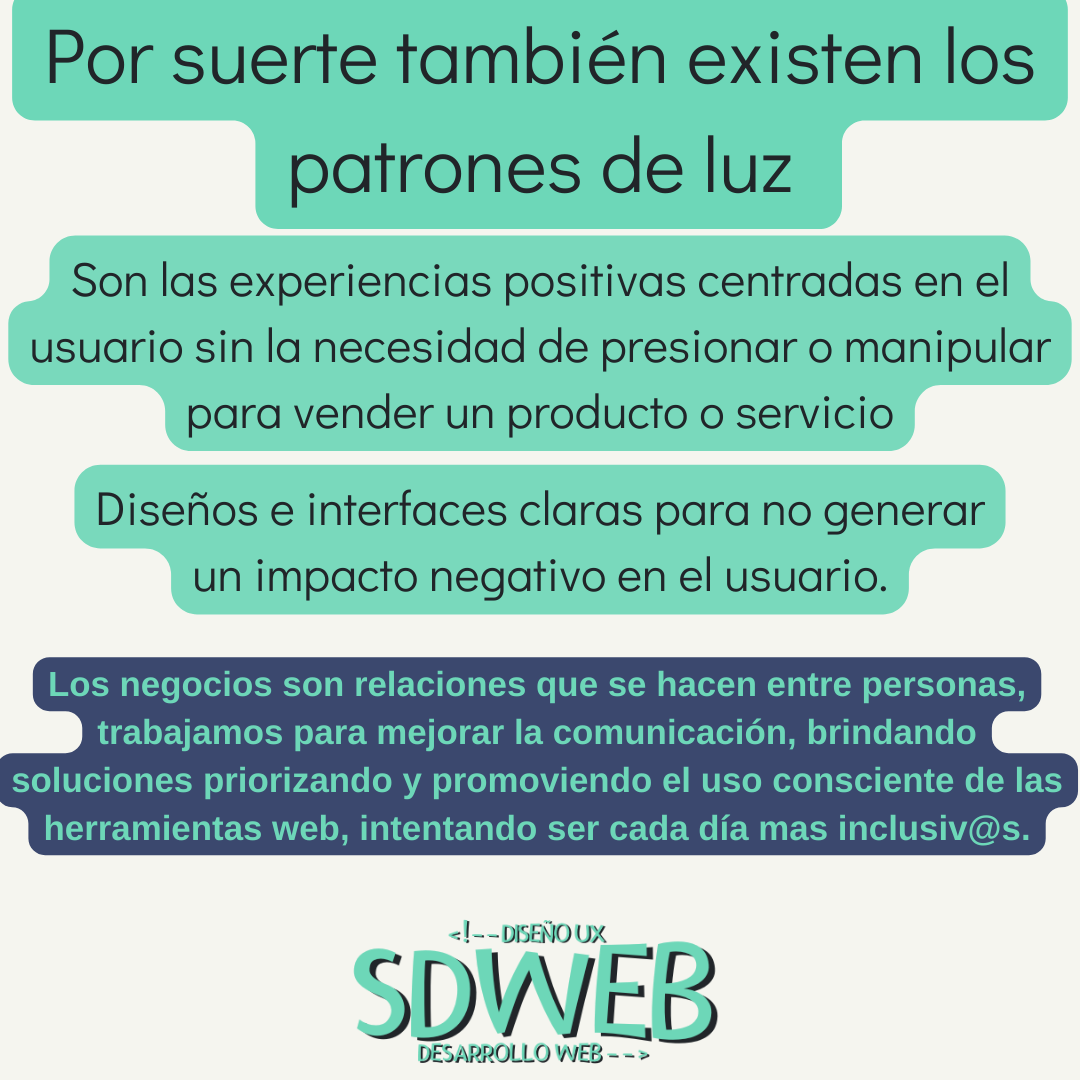 Por suerte también existen los
patrones de luz
Son las experiencias positivas centradas en el
usuario sin la necesidad de presionar o manipular
para vender un producto o servicio
Diseños e interfaces claras para no generar
un impacto negativo en el usuario.
Los negocios son relaciones que se hacen entre personas,
trabajamos para mejorar la comunicación, brindando
soluciones priorizando y promoviendo el uso consciente de las
herramientas web, intentando ser cada día mas inclusiv@s.
<!--DISEÑO UX
SDWEB
DESARROLLO WEB-->